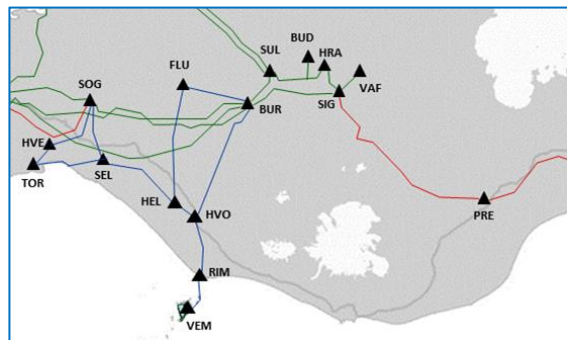 BUD
SUL
HRA
FLU
VAF
SOG
SIG
BUR
HVE
TOR
SEL
HEL
HVO
PRE
RIM
VEM